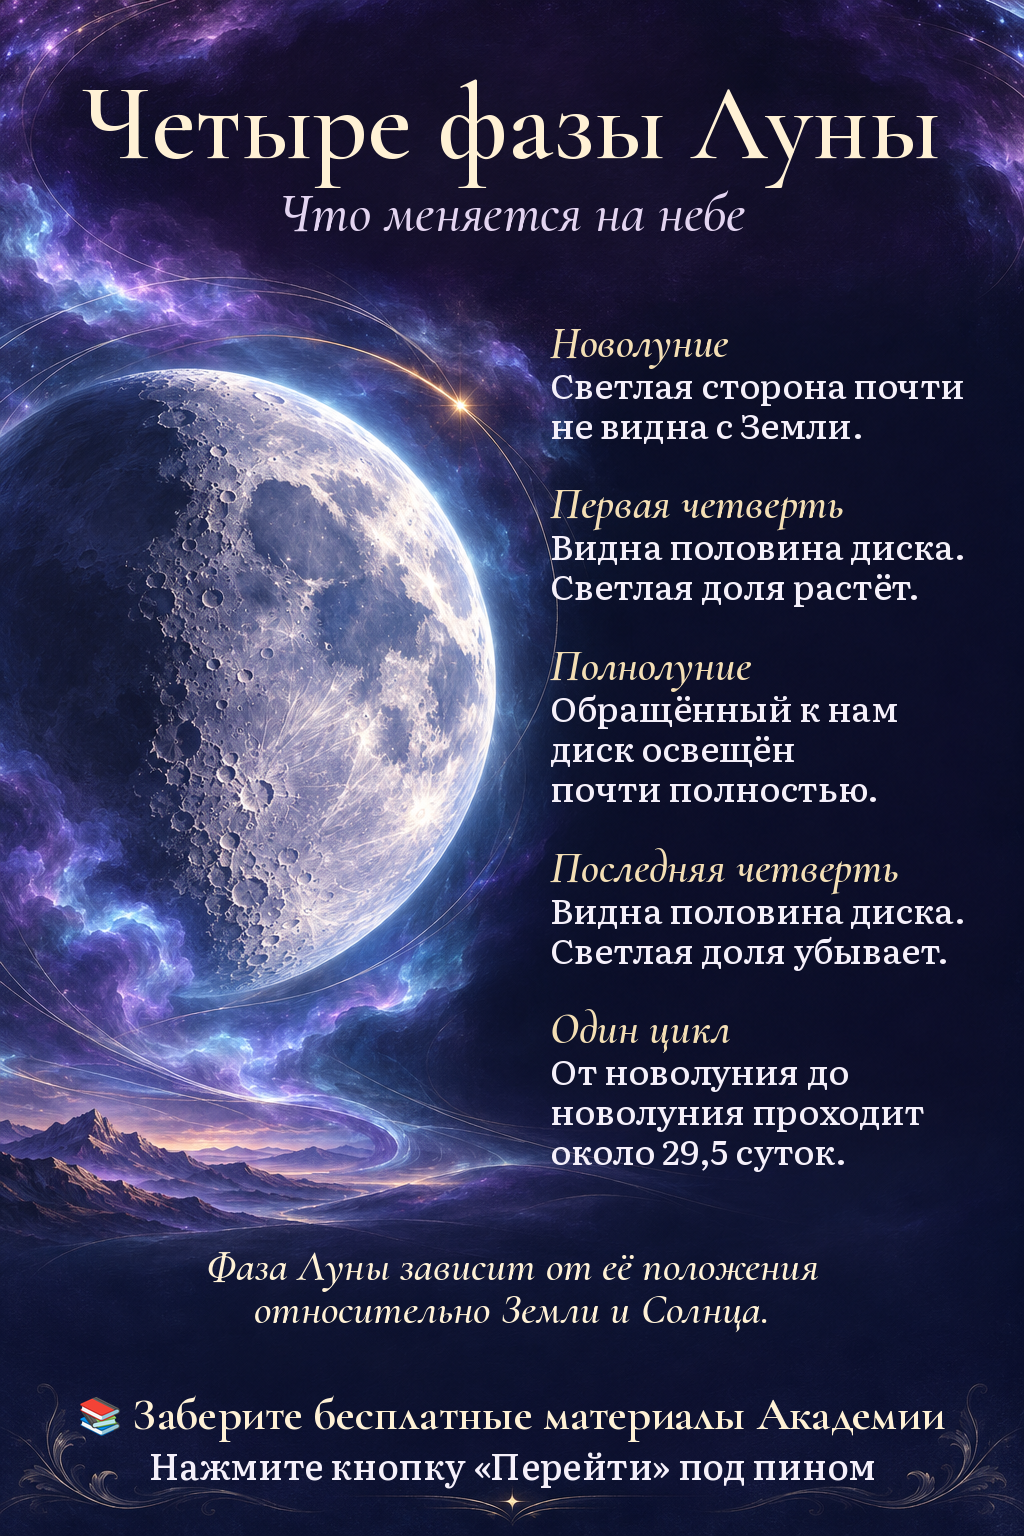 Четыре фазы Луны
Что меняется на небе
Новолуние
Светлая сторона почти
не видна с Земли.
Первая четверть
Видна половина диска.
Светлая доля растёт.
Полнолуние
Обращённый к нам
диск освещён
почти полностью.
Последняя четверть
Видна половина диска.
Светлая доля убывает.
Один цикл
От новолуния до
новолуния проходит
около 29,5 суток.
Фаза Луны зависит от её положения
относительно Земли и Солнца.
📚 Заберите бесплатные материалы Академии
Нажмите кнопку «Перейти» под пином